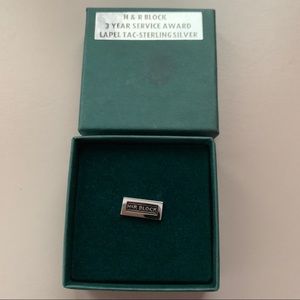 H & R BLOCK
3 YEAR SERVICE AWARD
LAPEL TAC-STERLING SILVER
H&R BLOCK